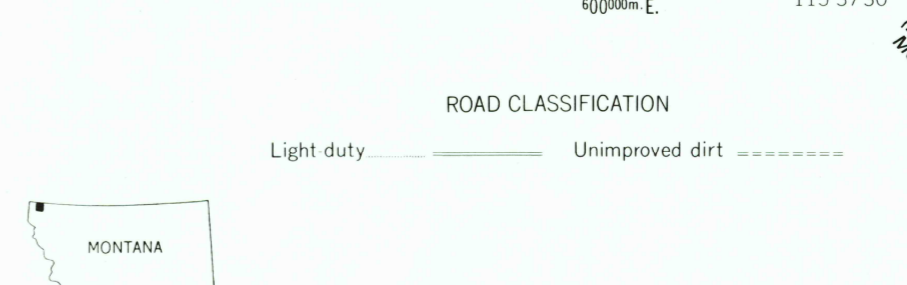 600000m. E.
ROAD CLASSIFICATION
Light-duty Unimproved dirt
MONTANA